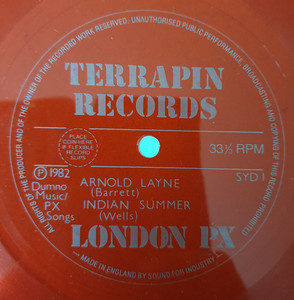 ALL RIGHTS OF THE PRODUCER AND OF THE OWNER OF THE RECORDED WORK RESERVED · UNAUTHORISED PUBLIC PERFORMANCE, BROADCASTING AND COPYING OF THIS RECORD PROHIBITED
TERRAPIN
RECORDS
PLACE
COIN HERE
IF FLEXIBLE
RECORD
SLIPS
33⅓ RPM
Ⓟ 1982
Dumno
Music/
PX
Songs
SYD 1
ARNOLD LAYNE
(Barrett)
INDIAN SUMMER
(Wells)
LONDON PX
MADE IN ENGLAND BY SOUND FOR INDUSTRY